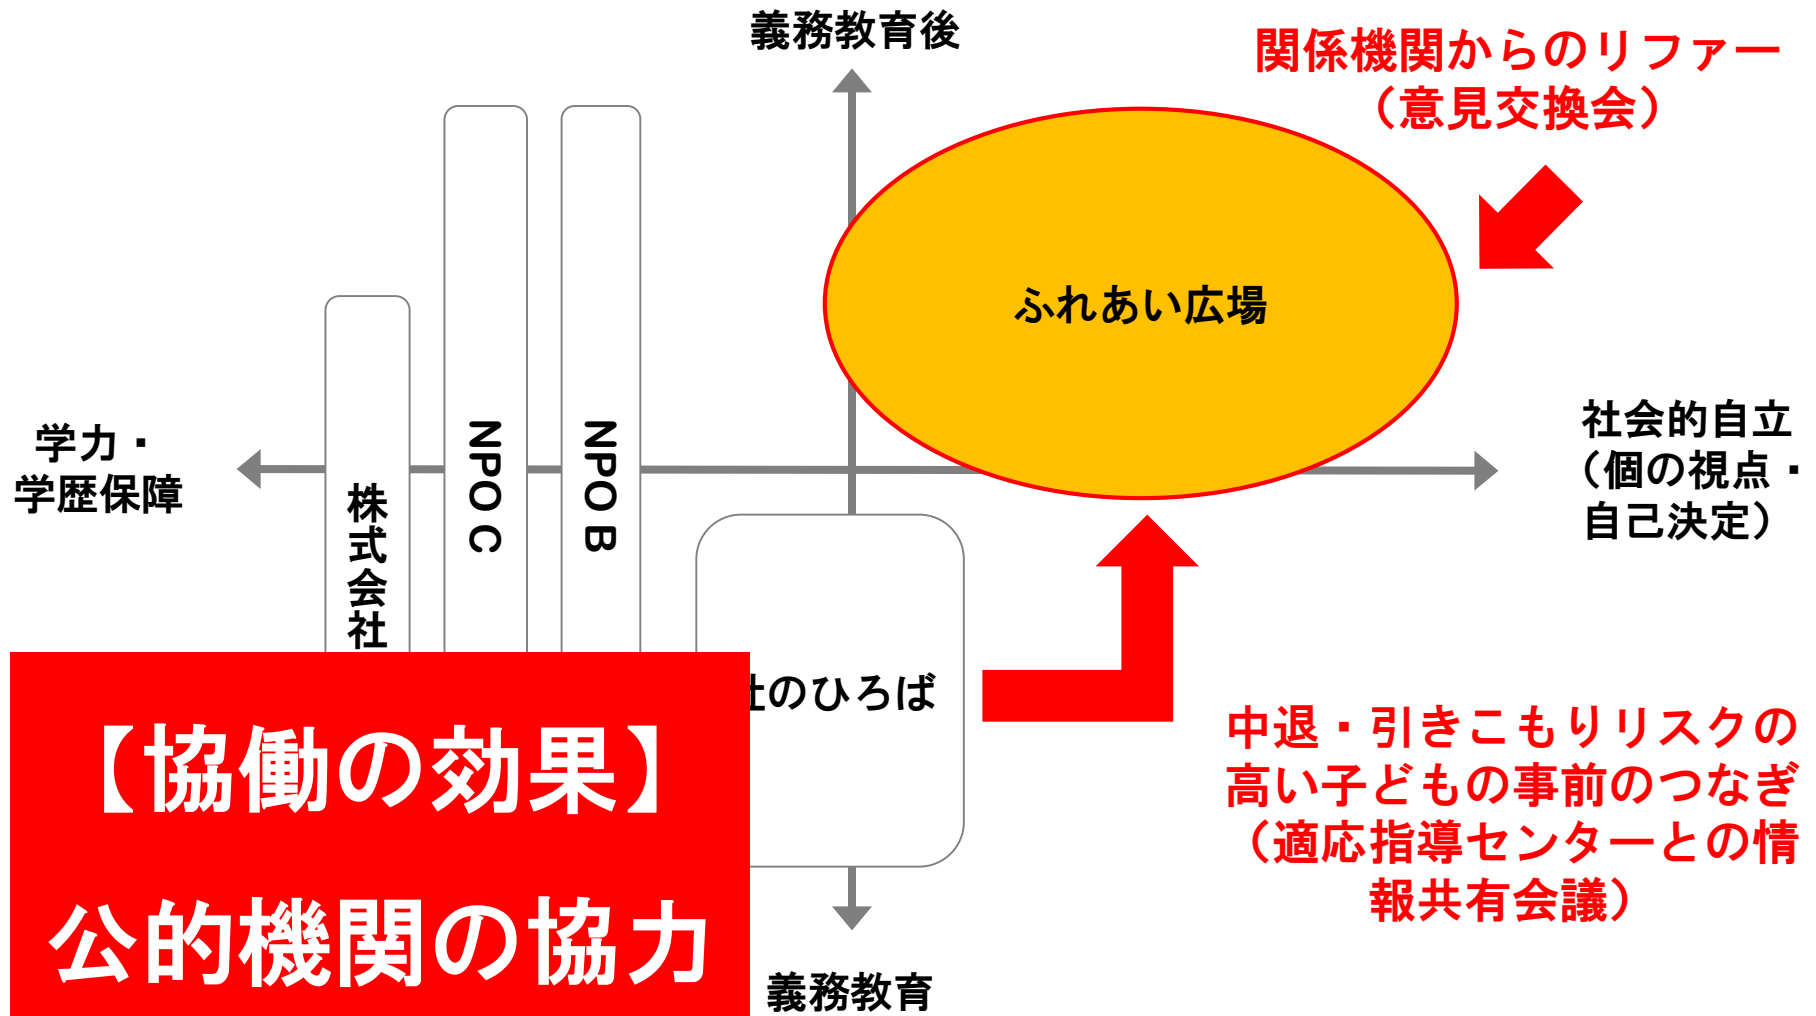 義務教育後
関係機関からのリファー
（意見交換会）
ふれあい広場
学力・
学歴保障
株式会社
NPO C
NPO B
社会的自立
（個の視点・
自己決定）
のひろば
【協働の効果】
公的機関の協力
中退・引きこもりリスクの
高い子どもの事前のつなぎ
（適応指導センターとの情
報共有会議）
義務教育